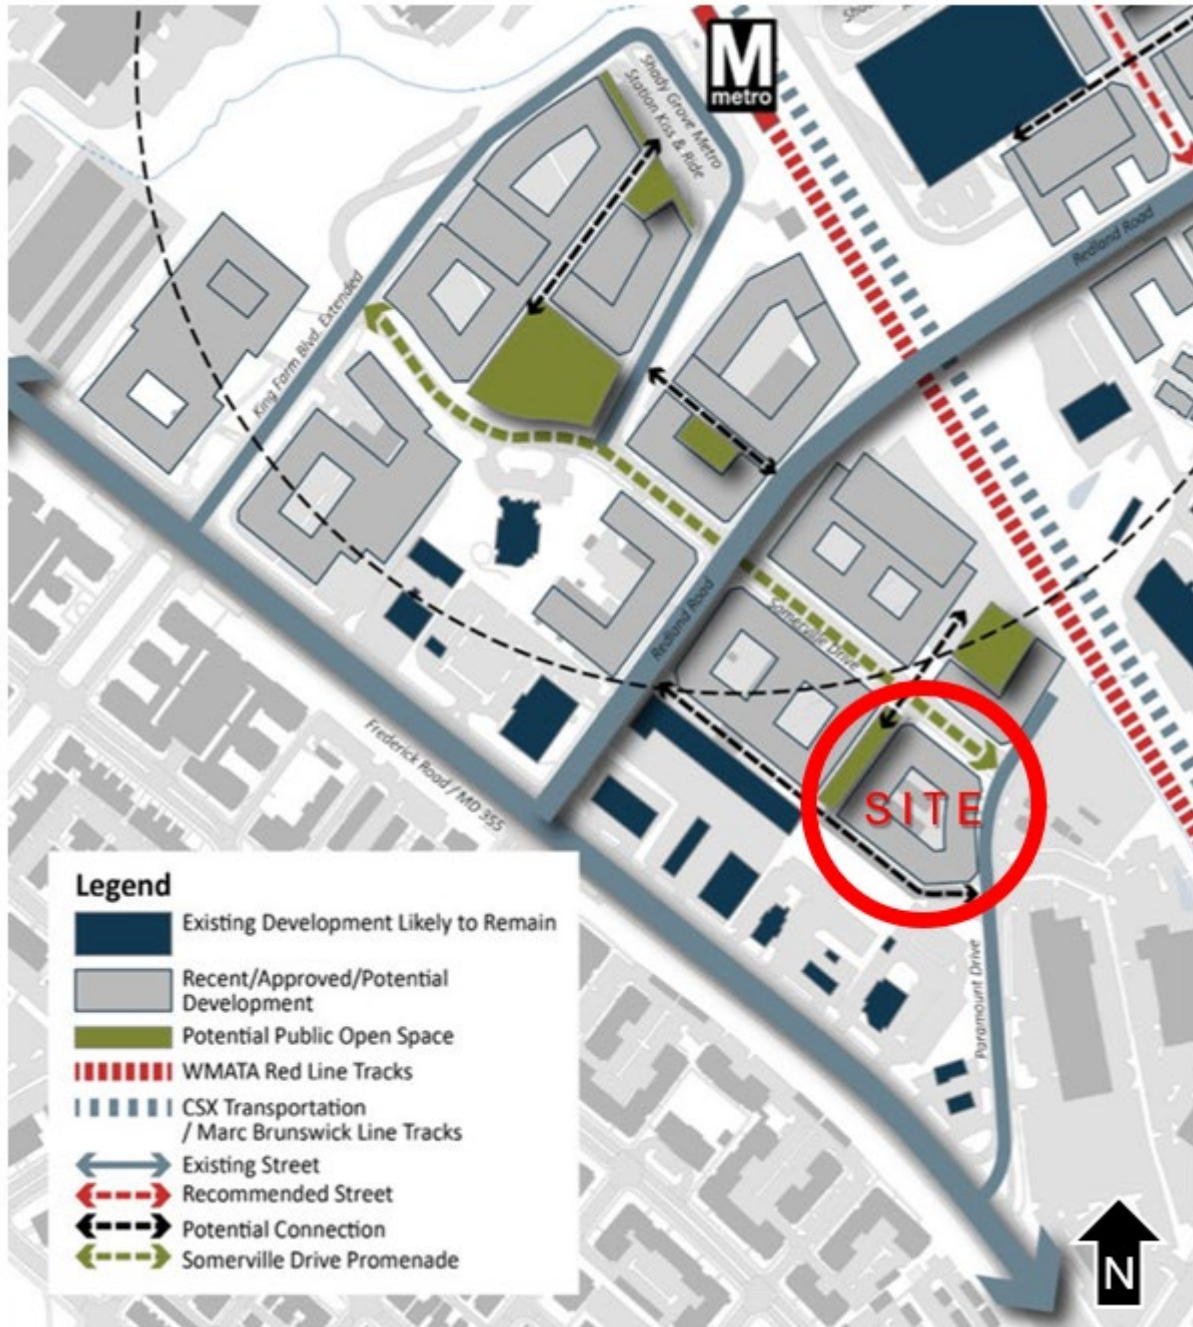 M
metro
Shady Grove Metro
Station Kiss & Ride
Redland Road
King Farm Blvd. Extended
Somerville Drive
Redland Road
SITE
Frederick Road / MD 355
Paramount Drive
Legend
Existing Development Likely to Remain
Recent/Approved/Potential
Development
Potential Public Open Space
WMATA Red Line Tracks
CSX Transportation
/ Marc Brunswick Line Tracks
Existing Street
Recommended Street
Potential Connection
Somerville Drive Promenade
N